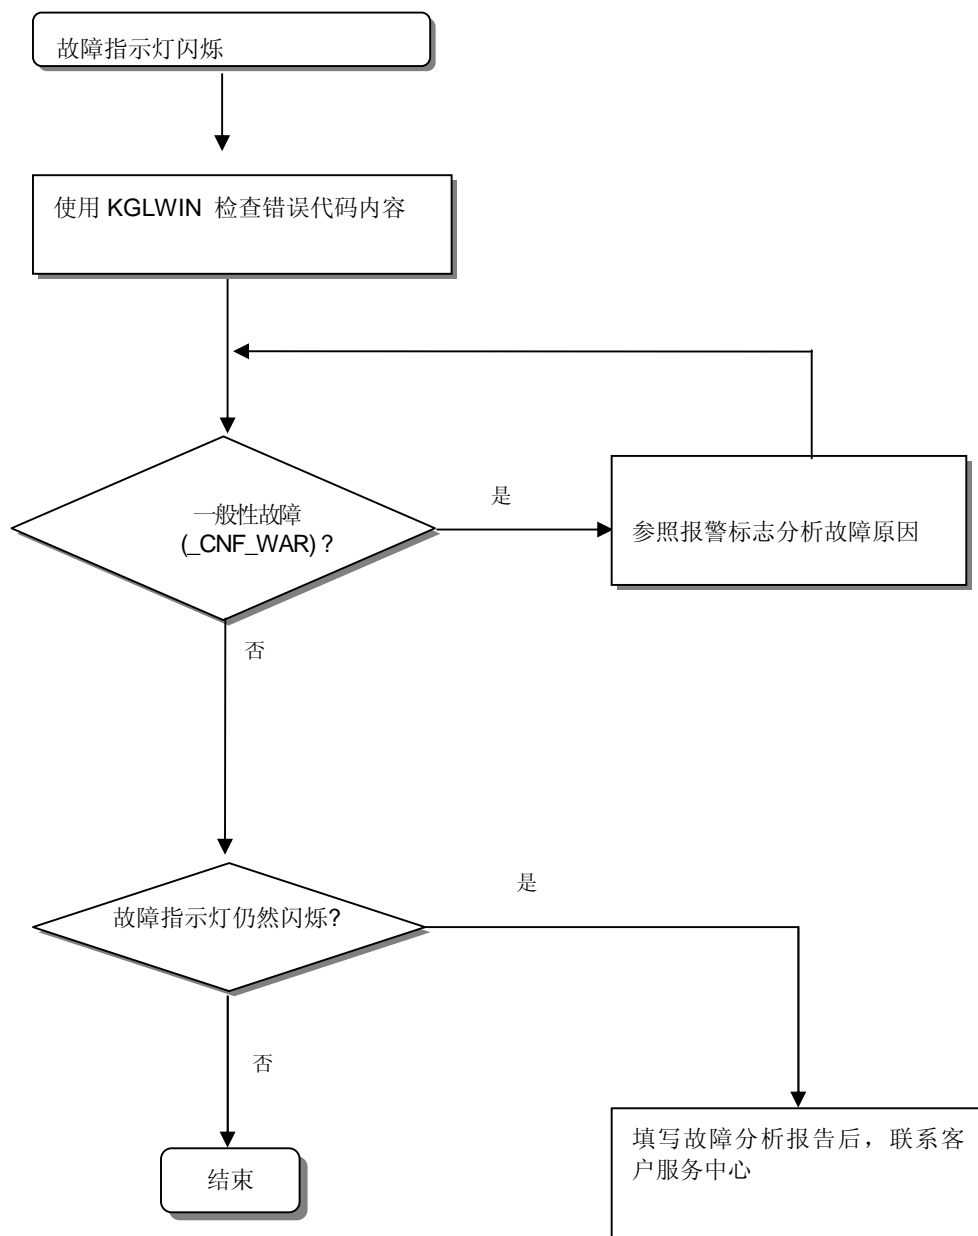 故障指示灯闪烁
使用 KGLWIN 检查错误代码内容
是
一般性故障
(_CNF_WAR) ?
参照报警标志分析故障原因
否
是
故障指示灯仍然闪烁?
否
填写故障分析报告后，联系客
户服务中心
结束